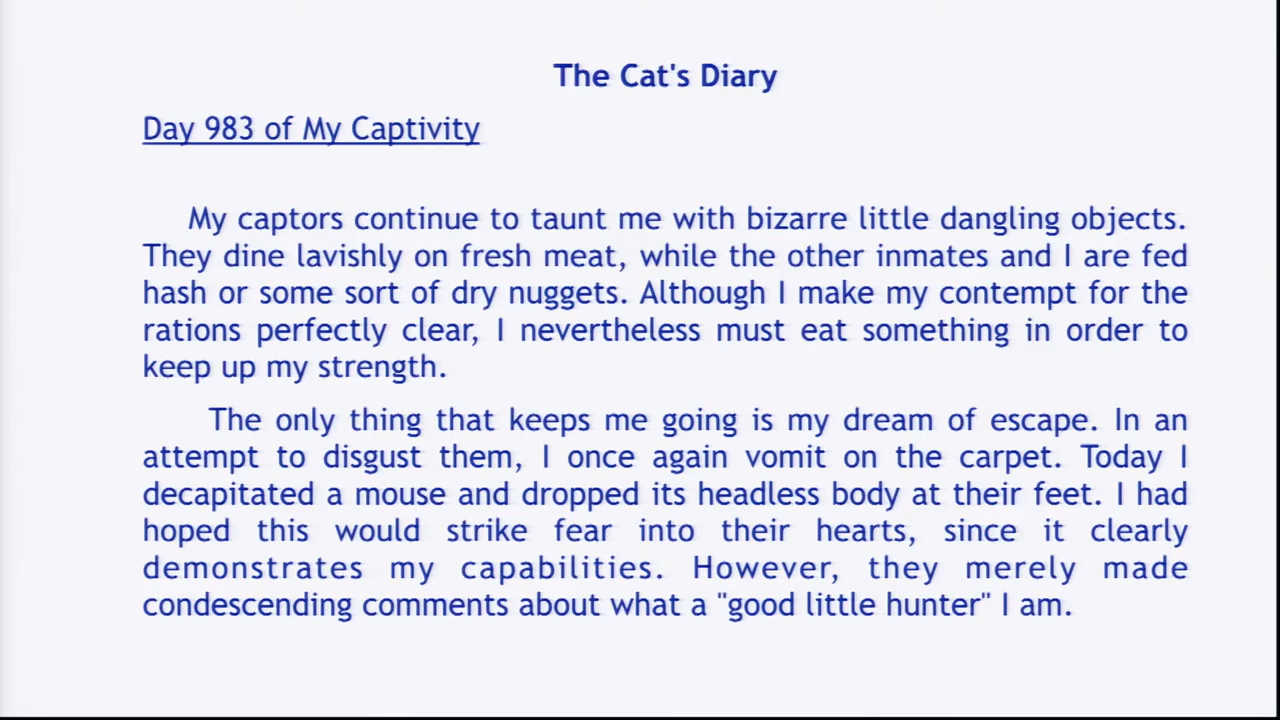 The Cat's Diary
Day 983 of My Captivity
My captors continue to taunt me with bizarre little dangling objects.
They dine lavishly on fresh meat, while the other inmates and I are fed
hash or some sort of dry nuggets. Although I make my contempt for the
rations perfectly clear, I nevertheless must eat something in order to
keep up my strength.
The only thing that keeps me going is my dream of escape. In an
attempt to disgust them, I once again vomit on the carpet. Today I
decapitated a mouse and dropped its headless body at their feet. I had
hoped this would strike fear into their hearts, since it clearly
demonstrates my capabilities. However, they merely made
condescending comments about what a "good little hunter" I am.